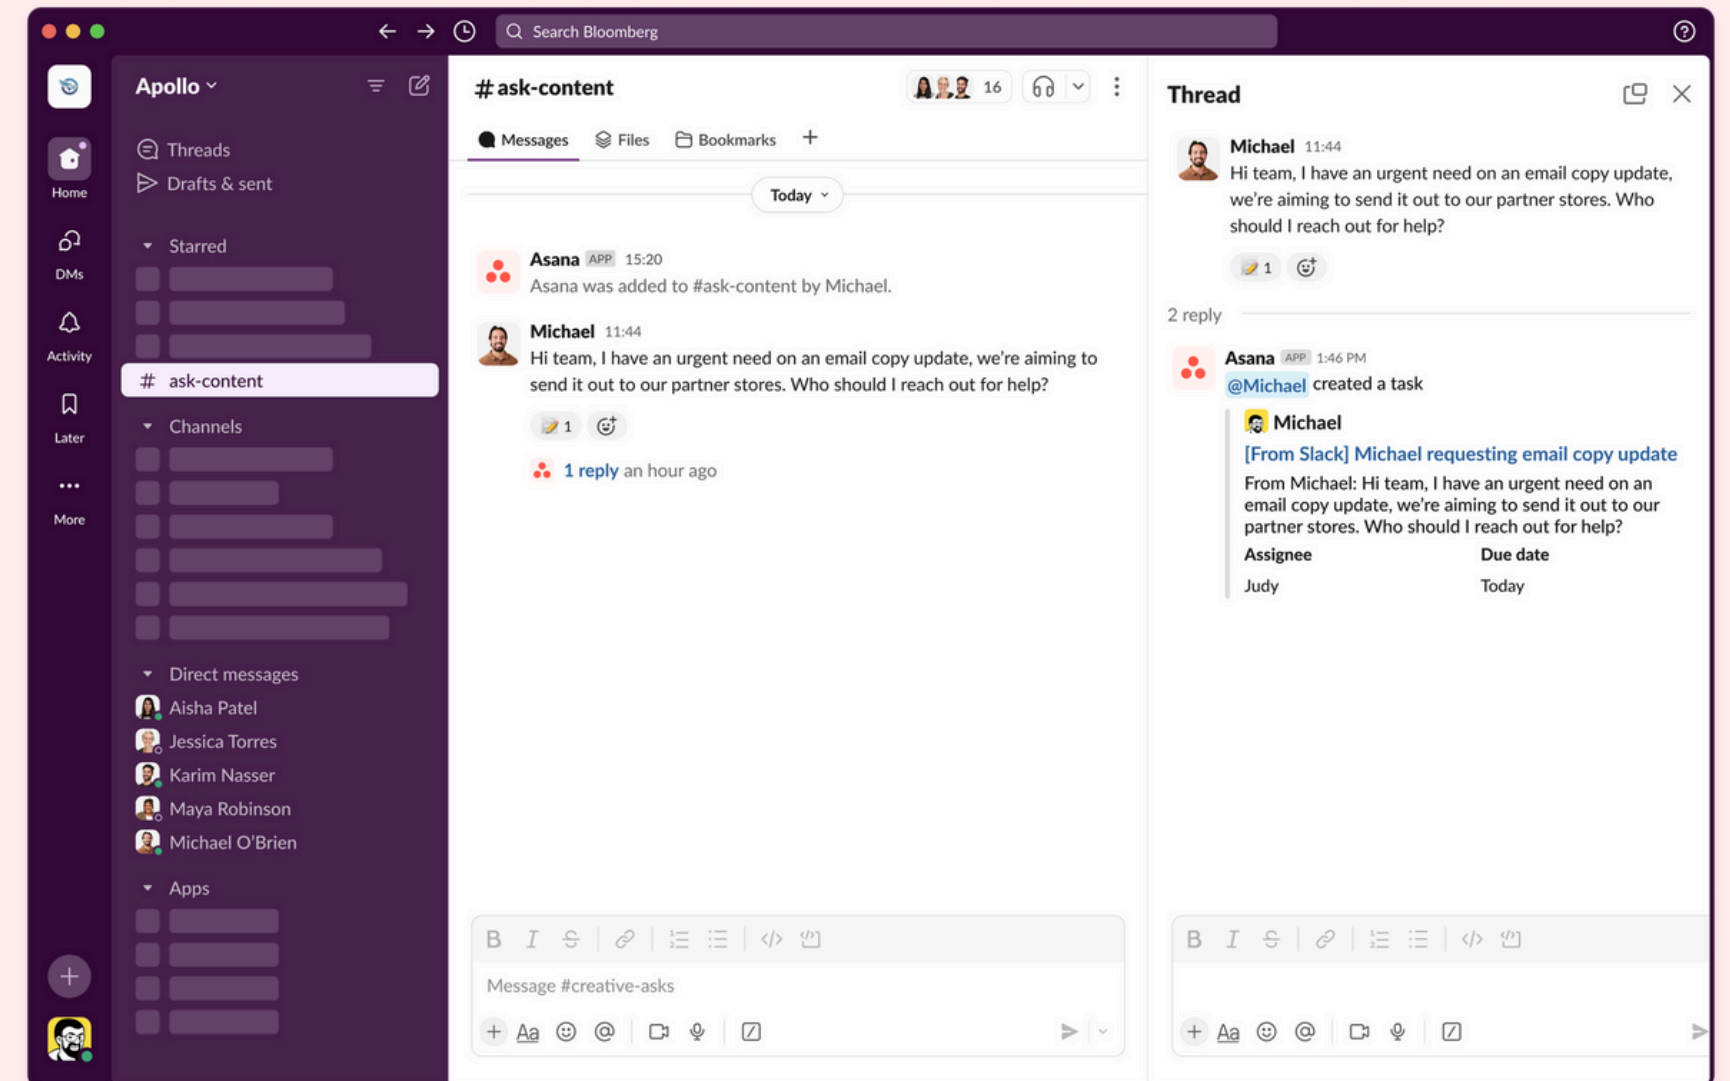 Search Bloomberg
Apollo
Home
DMs
Activity
Later
More
Threads
Drafts & sent
Starred
# ask-content
Channels
Direct messages
Aisha Patel
Jessica Torres
Karim Nasser
Maya Robinson
Michael O'Brien
Apps
# ask-content
16
Messages Files Bookmarks +
Today
Asana APP 15:20
Asana was added to #ask-content by Michael.
Michael 11:44
Hi team, I have an urgent need on an email copy update, we're aiming to
send it out to our partner stores. Who should I reach out for help?
1
1 reply an hour ago
B I S
Message #creative-asks
+ Aa @
Thread
Michael 11:44
Hi team, I have an urgent need on an email copy update,
we're aiming to send it out to our partner stores. Who
should I reach out for help?
1
2 reply
Asana APP 1:46 PM
@Michael created a task
Michael
[From Slack] Michael requesting email copy update
From Michael: Hi team, I have an urgent need on an
email copy update, we're aiming to send it out to our
partner stores. Who should I reach out for help?
Assignee Due date
Judy Today
B I S
+ Aa @